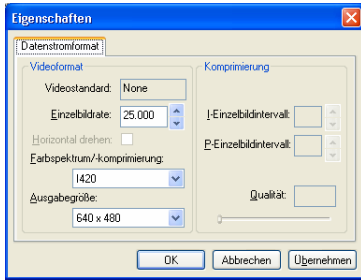 Eigenschaften
Datenstromformat
Videoformat
Videostandard: None
Einzelbildrate: 25.000
Horizontal drehen:
Farbspektrum/-komprimierung:
I420
Ausgabegröße:
640 x 480
Komprimierung
I-Einzelbildintervall:
P-Einzelbildintervall:
Qualität:
OK Abbrechen Übernehmen